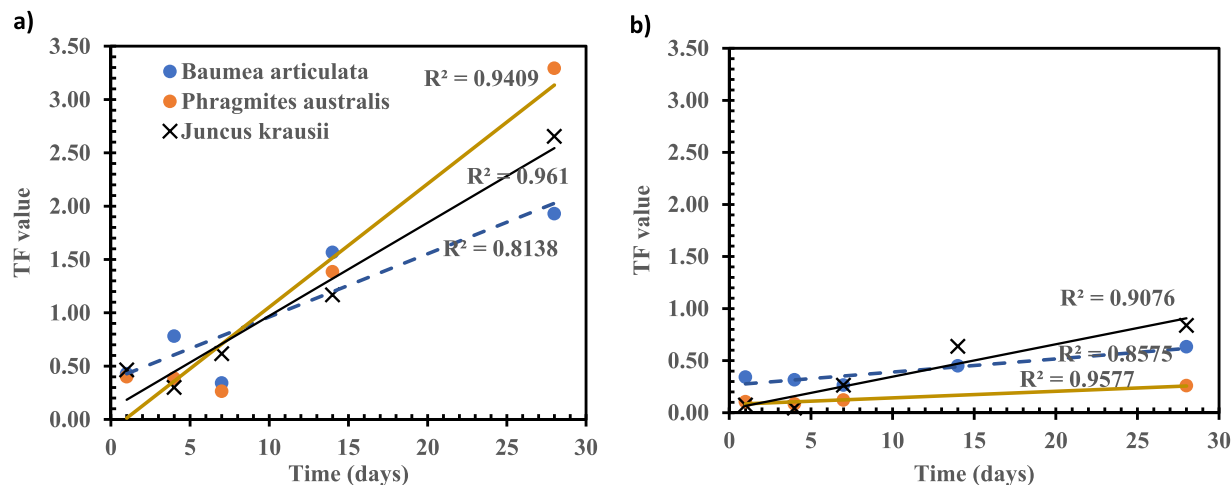 a)
3.50
3.00
2.50
2.00
1.50
1.00
0.50
0.00
TF value
Baumea articulata
Phragmites australis
Juncus krausii
R² = 0.9409
R² = 0.961
R² = 0.8138
0 5 10 15 20 25 30
Time (days)
b)
3.50
3.00
2.50
2.00
1.50
1.00
0.50
0.00
TF value
R² = 0.9076
R² = 0.8575
R² = 0.9577
0 5 10 15 20 25 30
Time (days)